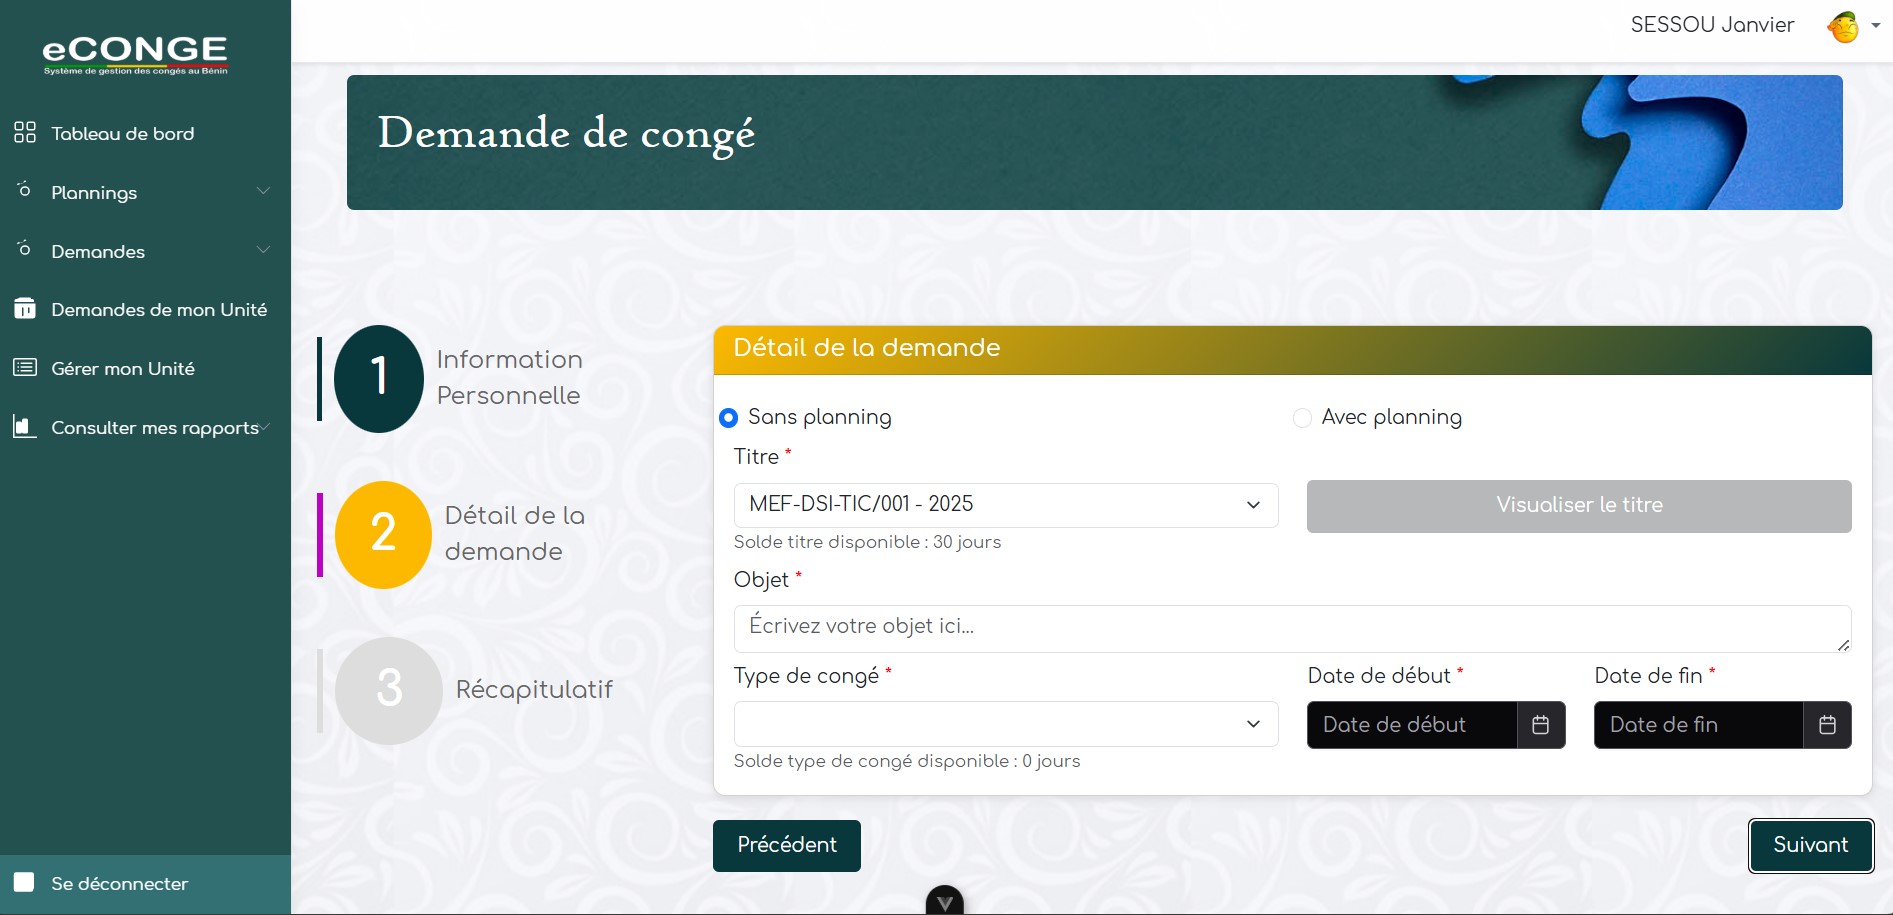 SESSOU Janvier
eCONGE
Système de gestion des congés au Bénin
Tableau de bord
Plannings
Demandes
Demandes de mon Unité
Gérer mon Unité
Consulter mes rapports
Se déconnecter
Demande de congé
1
Information
Personnelle
2
Détail de la
demande
3
Récapitulatif
Détail de la demande
Sans planning
Avec planning
Titre *
MEF-DSI-TIC/001 - 2025
Visualiser le titre
Solde titre disponible : 30 jours
Objet *
Écrivez votre objet ici...
Type de congé *
Date de début *
Date de fin *
Date de début
Date de fin
Solde type de congé disponible : 0 jours
Précédent
Suivant